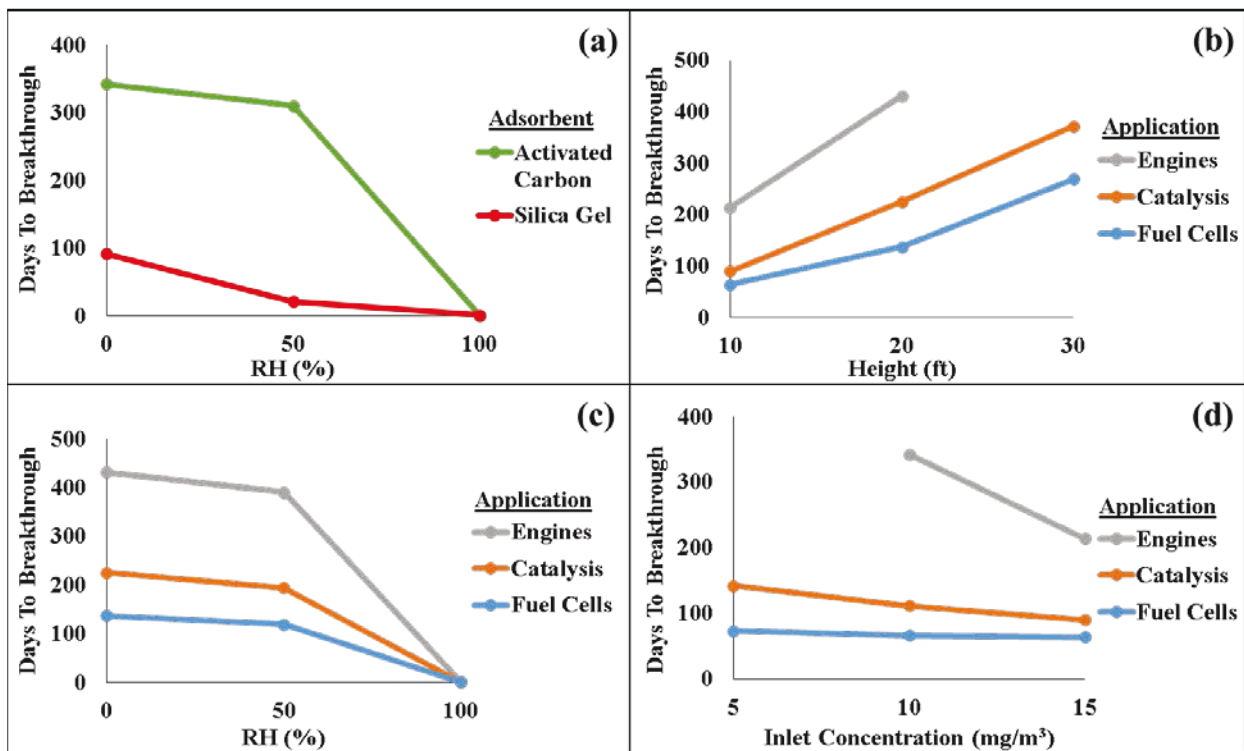 (a)
Days To Breakthrough
400
300
200
100
0
0 50 100
RH (%)
Adsorbent
Activated
Carbon
Silica Gel
(b)
Days To Breakthrough
500
400
300
200
100
0
10 20 30
Height (ft)
Application
Engines
Catalysis
Fuel Cells
(c)
Days To Breakthrough
500
400
300
200
100
0
0 50 100
RH (%)
Application
Engines
Catalysis
Fuel Cells
(d)
Days To Breakthrough
400
300
200
100
0
5 10 15
Inlet Concentration (mg/m³)
Application
Engines
Catalysis
Fuel Cells